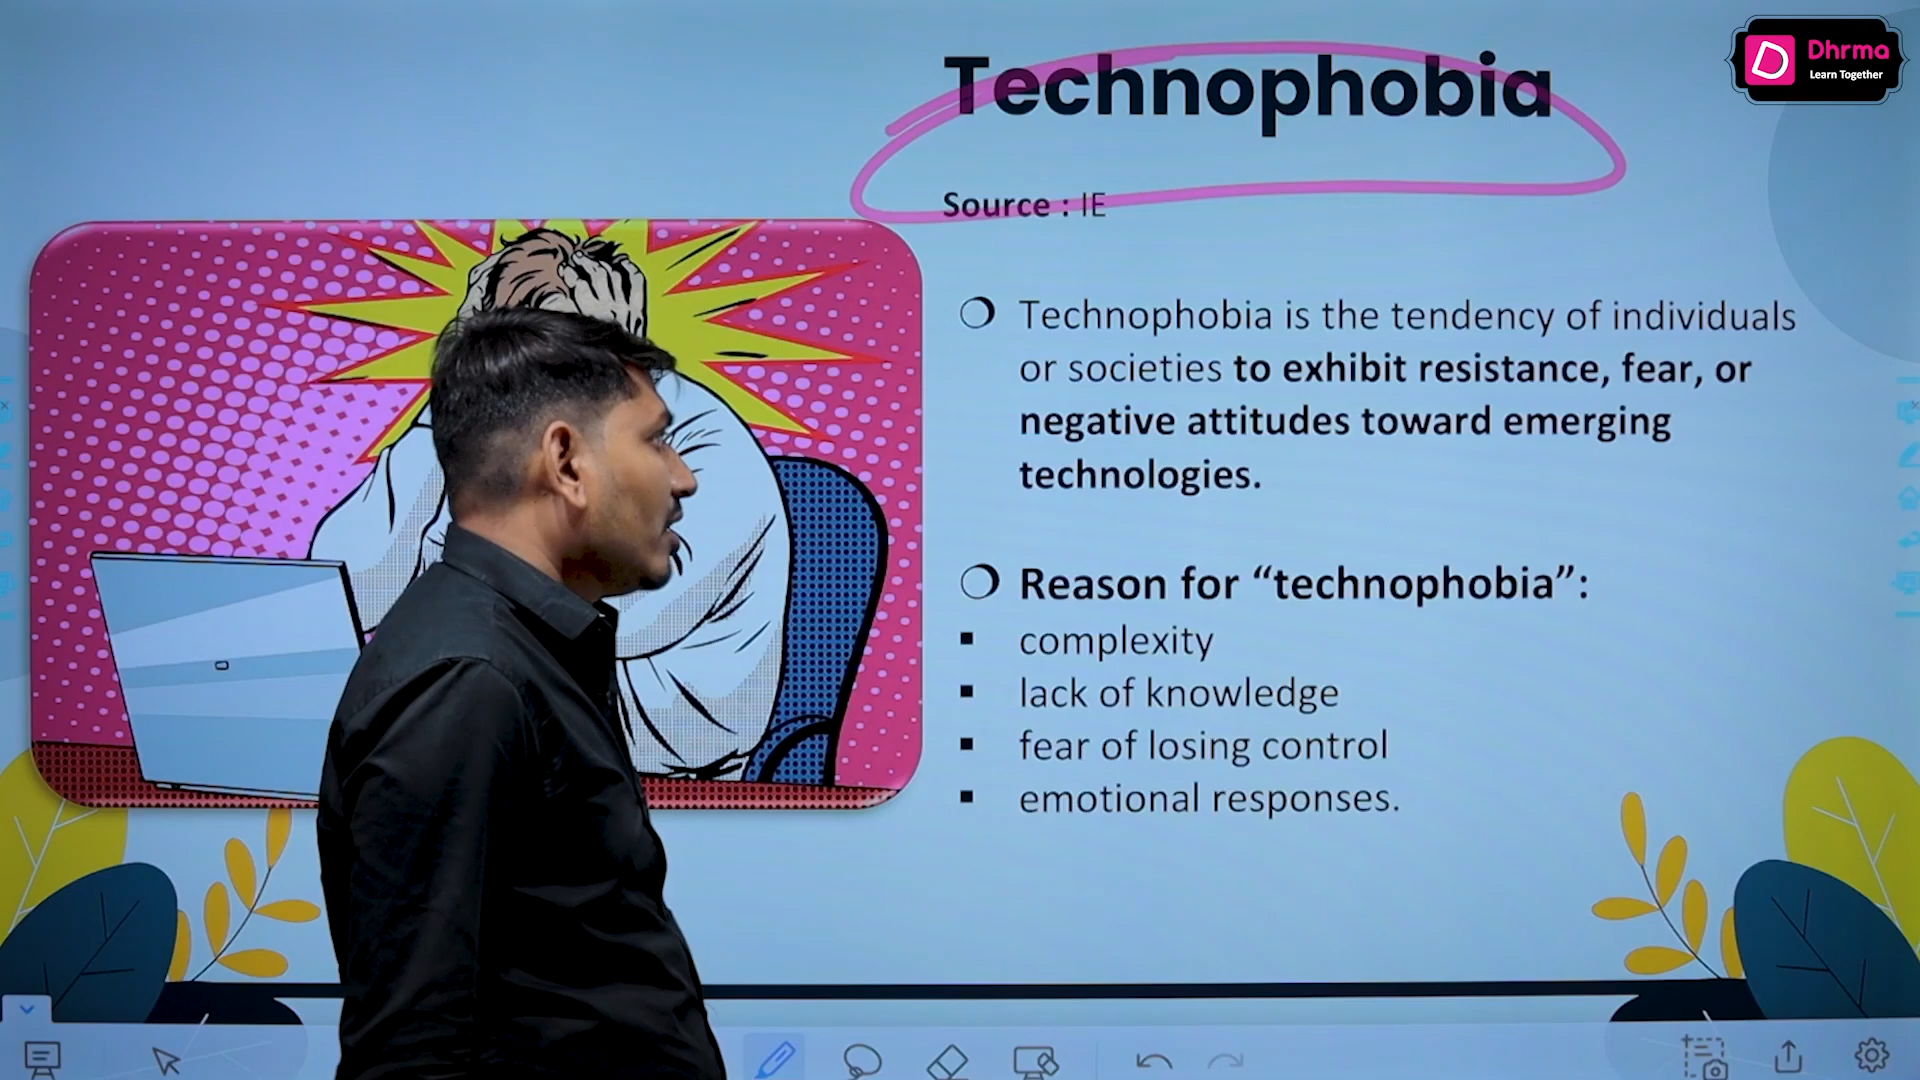 Technophobia
Dhrma
Learn Together
Source : IE
❍ Technophobia is the tendency of individuals
or societies to exhibit resistance, fear, or
negative attitudes toward emerging
technologies.
❍ Reason for “technophobia”:
▪ complexity
▪ lack of knowledge
▪ fear of losing control
▪ emotional responses.